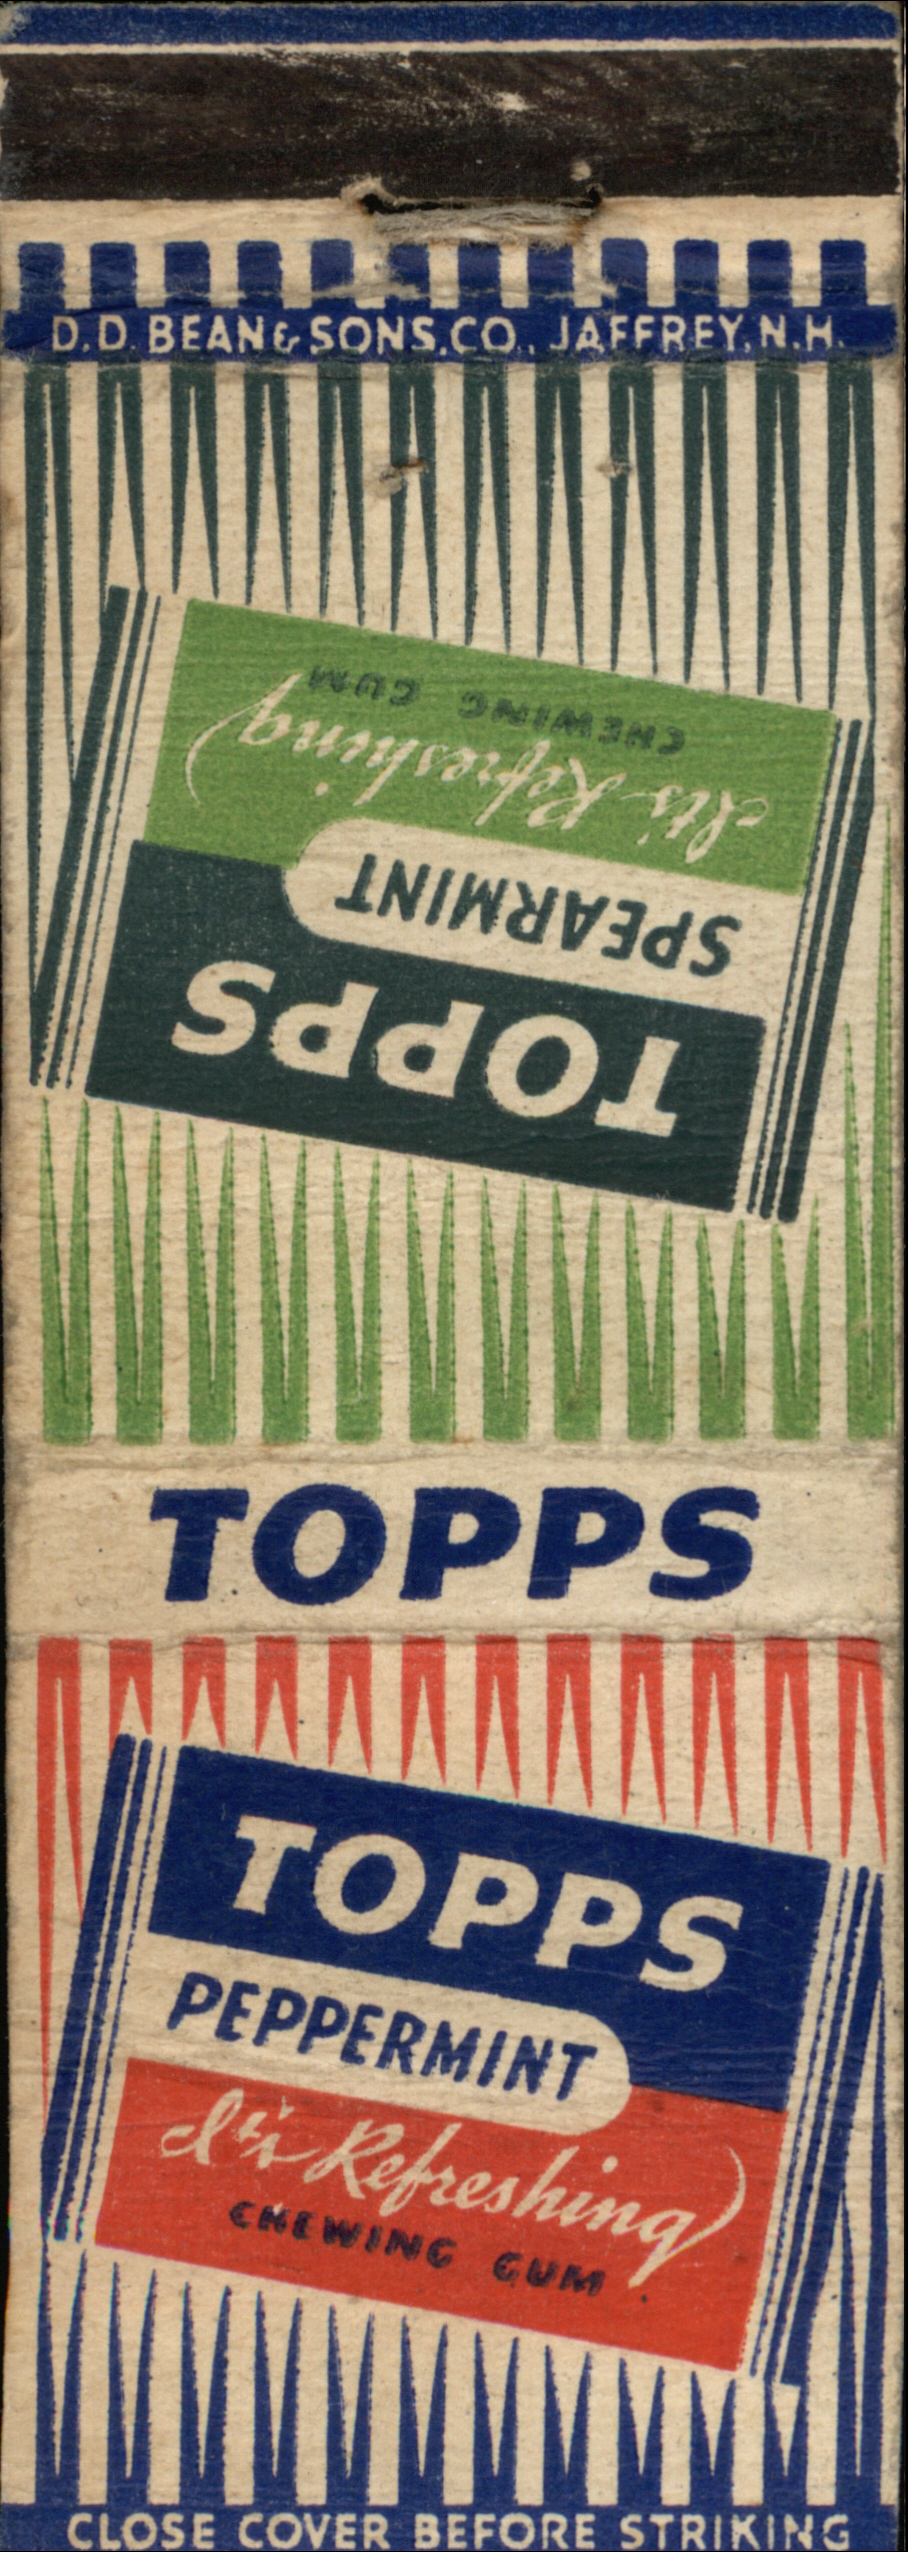 D.D. BEAN & SONS, CO., JAFFREY, N.H.
TOPPS
SPEARMINT
It's Refreshing
CHEWING GUM
TOPPS
TOPPS
PEPPERMINT
It's Refreshing
CHEWING GUM
CLOSE COVER BEFORE STRIKING